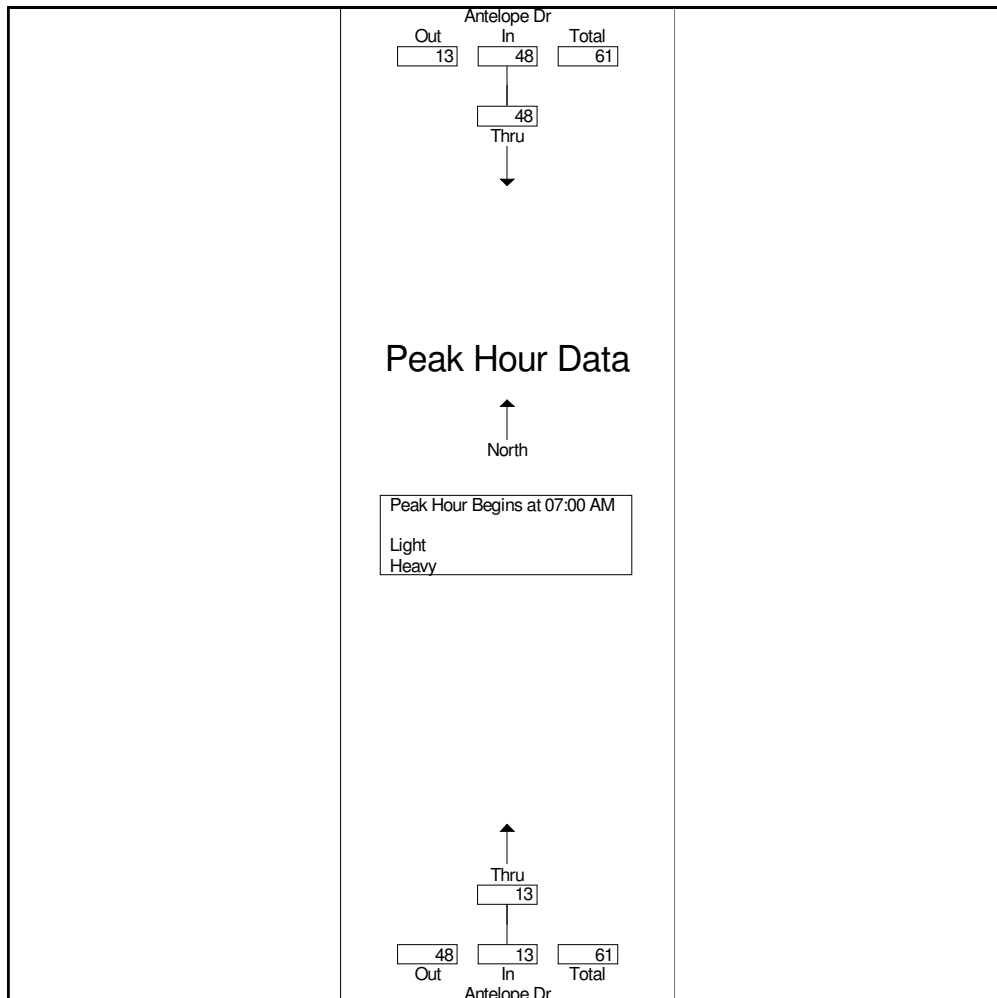 Antelope Dr
Out In Total
13 48 61
48
Thru
Peak Hour Data
North
Peak Hour Begins at 07:00 AM
Light
Heavy
Thru
13
48 13 61
Out In Total
Antelope Dr